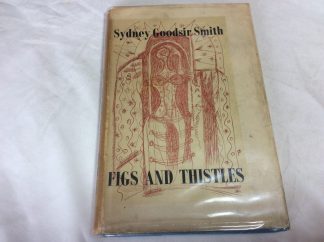 Sydney Goodsir Smith
FIGS AND THISTLES